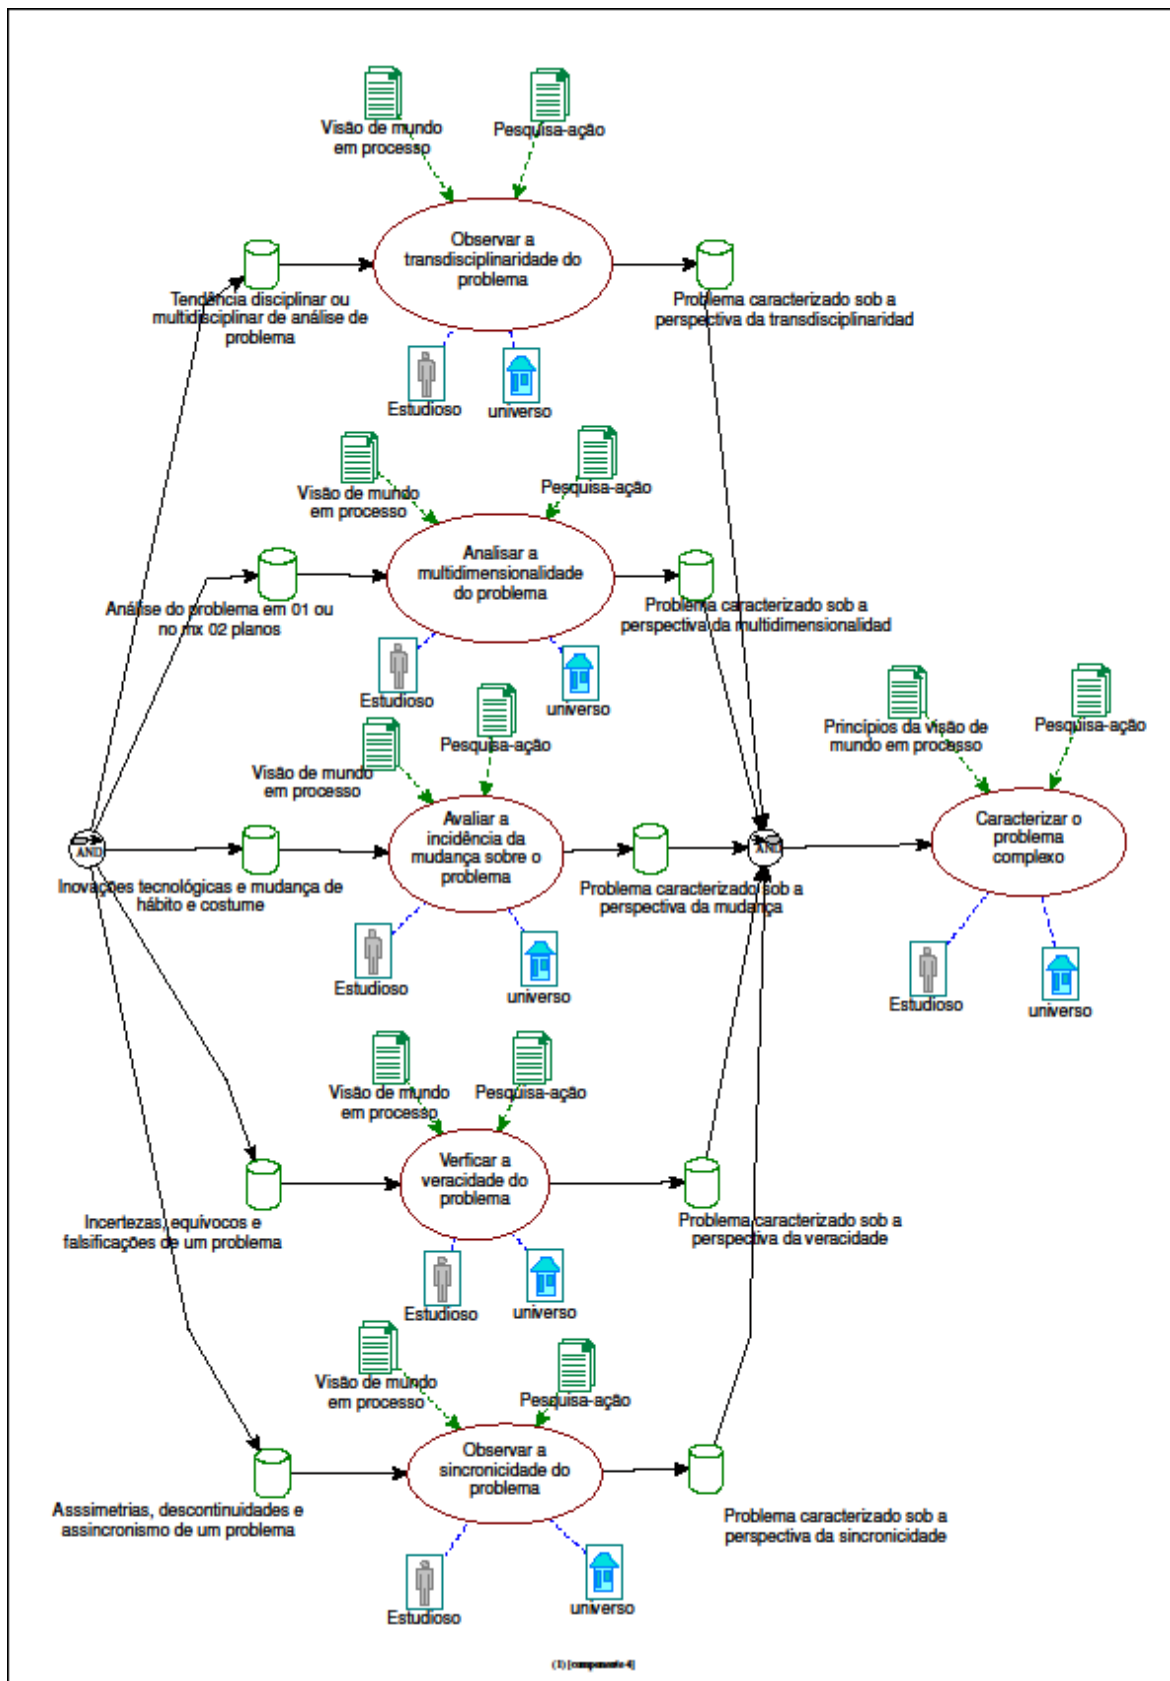 Visão de mundo
em processo
Pesquisa-ação
Observar a
transdisciplinaridade do
problema
Tendência disciplinar ou
multidisciplinar de análise de
problema
Problema caracterizado sob a
perspectiva da transdisciplinaridad
Estudioso
universo
Visão de mundo
em processo
Pesquisa-ação
Analisar a
multidimensionalidade
do problema
Análise do problema em 01 ou
no mx 02 planos
Problema caracterizado sob a
perspectiva da multidimensionalidad
Estudioso
universo
Visão de mundo
em processo
Pesquisa-ação
Avaliar a
incidência da
mudança sobre o
problema
AND
Inovações tecnológicas e mudança de
hábito e costume
Problema caracterizado sob a
perspectiva da mudança
AND
Estudioso
universo
Princípios da visão de
mundo em processo
Pesquisa-ação
Caracterizar o
problema
complexo
Estudioso
universo
Visão de mundo
em processo
Pesquisa-ação
Verficar a
veracidade do
problema
Incertezas, equívocos e
falsificações de um problema
Problema caracterizado sob a
perspectiva da veracidade
Estudioso
universo
Visão de mundo
em processo
Pesquisa-ação
Observar a
sincronicidade do
problema
Asssimetrias, descontinuidades e
assincronismo de um problema
Problema caracterizado sob a
perspectiva da sincronicidade
Estudioso
universo
(1) [componente 4]